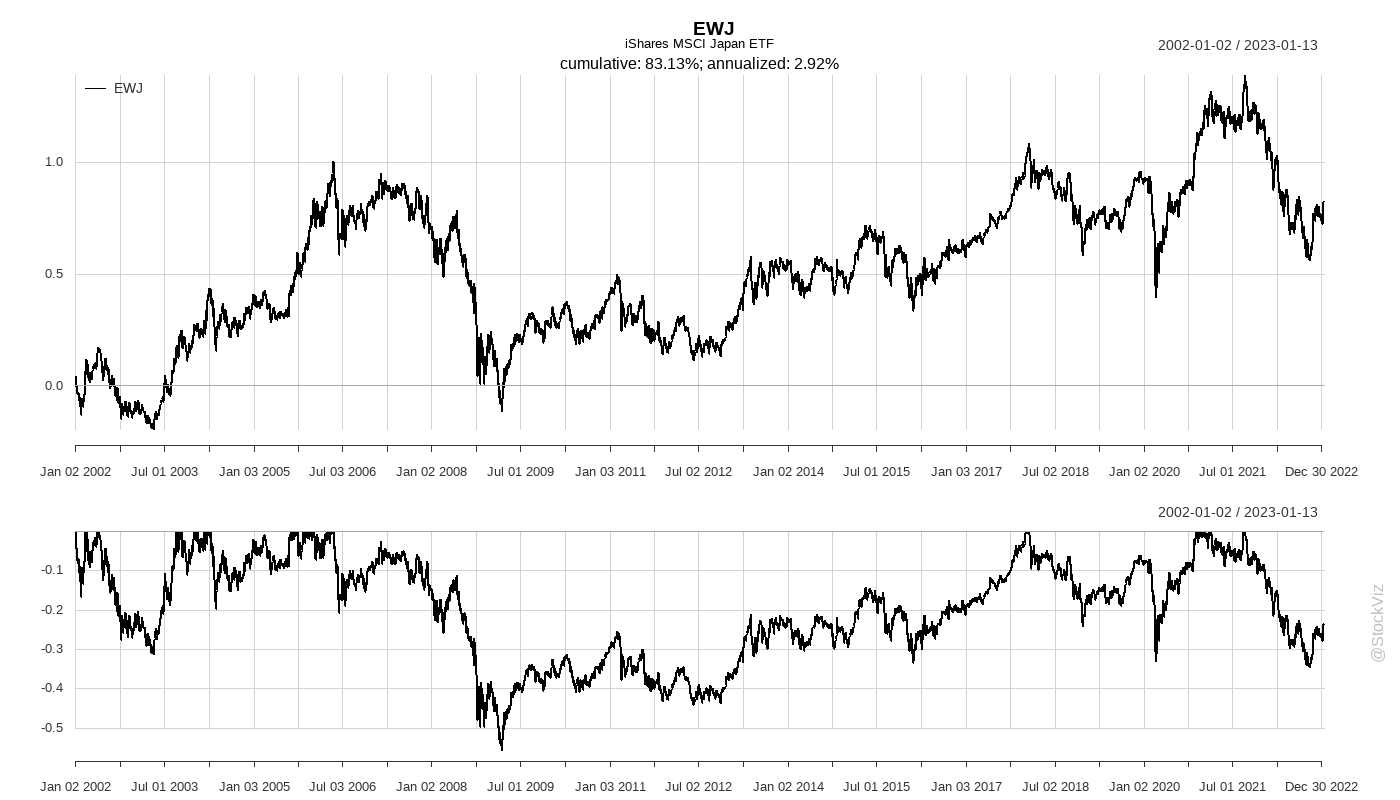 EWJ
iShares MSCI Japan ETF
2002-01-02 / 2023-01-13
cumulative: 83.13%; annualized: 2.92%
EWJ
1.0
0.5
0.0
Jan 02 2002 Jul 01 2003 Jan 03 2005 Jul 03 2006 Jan 02 2008 Jul 01 2009 Jan 03 2011 Jul 02 2012 Jan 02 2014 Jul 01 2015 Jan 03 2017 Jul 02 2018 Jan 02 2020 Jul 01 2021 Dec 30 2022
2002-01-02 / 2023-01-13
-0.1
-0.2
-0.3
-0.4
-0.5
@StockViz
Jan 02 2002 Jul 01 2003 Jan 03 2005 Jul 03 2006 Jan 02 2008 Jul 01 2009 Jan 03 2011 Jul 02 2012 Jan 02 2014 Jul 01 2015 Jan 03 2017 Jul 02 2018 Jan 02 2020 Jul 01 2021 Dec 30 2022